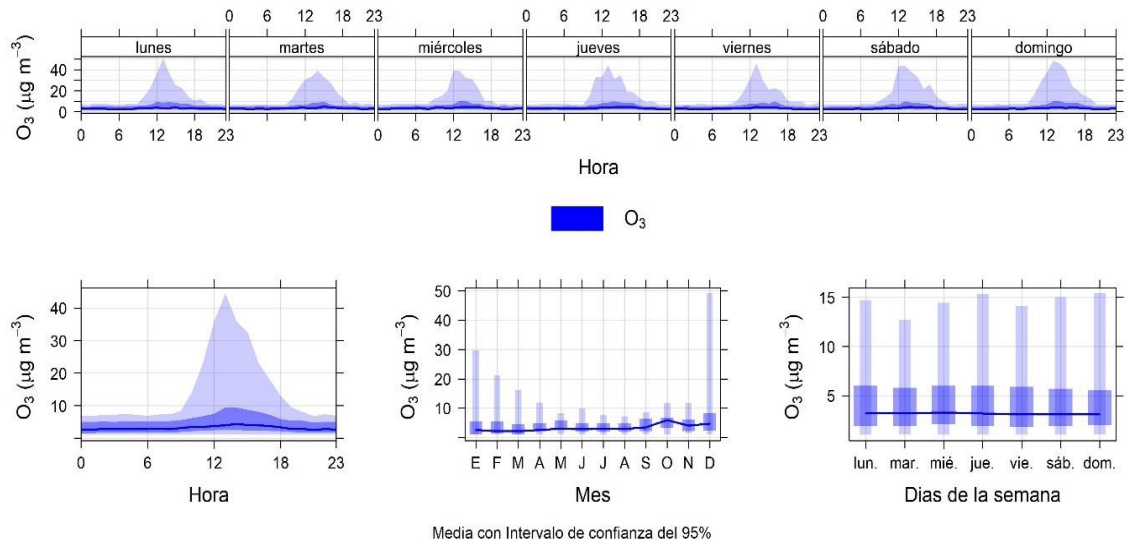 0 6 12 18 23 0 6 12 18 23 0 6 12 18 23
lunes martes miércoles jueves viernes sábado domingo
O₃ (µg m⁻³)
40
20
0
0 6 12 18 23 0 6 12 18 23 0 6 12 18 23 0 6 12 18 23
Hora
O₃
O₃ (µg m⁻³)
40
30
20
10
0 6 12 18 23
Hora
O₃ (µg m⁻³)
50
40
30
20
10
E F M A M J J A S O N D
Mes
O₃ (µg m⁻³)
15
10
5
lun. mar. mié. jue. vie. sáb. dom.
Dias de la semana
Media con Intervalo de confianza del 95%